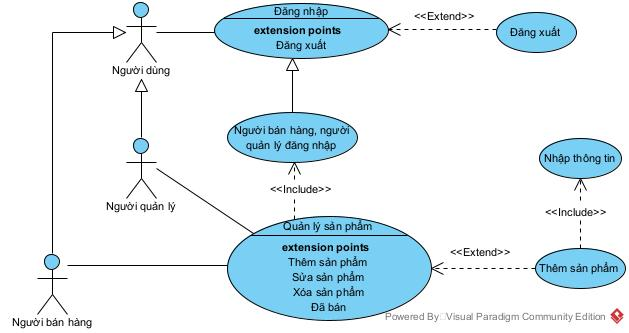 Đăng nhập
extension points
Đăng xuất
<<Extend>>
Đăng xuất
Người dùng
Người bán hàng, người
quản lý đăng nhập
Nhập thông tin
<<Include>>
Người quản lý
<<Include>>
Quản lý sản phẩm
extension points
Thêm sản phẩm
Sửa sản phẩm
Xóa sản phẩm
Đã bán
<<Extend>>
Thêm sản phẩm
Người bán hàng
Powered By Visual Paradigm Community Edition